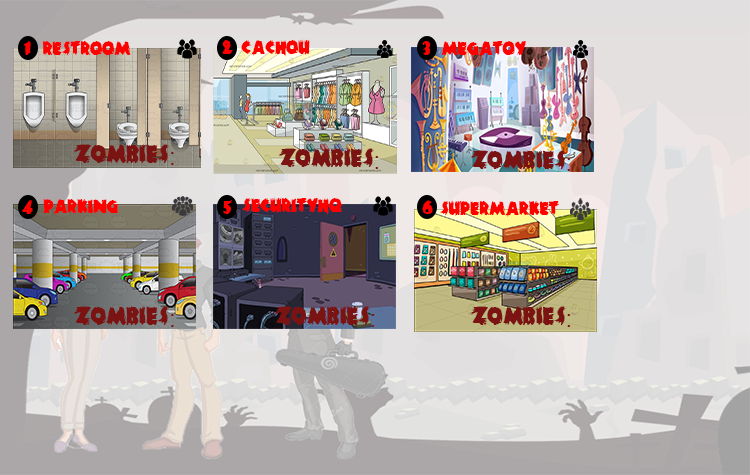 1 RESTROOM
ZOMBIES:
2 CACHOU
ZOMBIES:
3 MEGATOY
ZOMBIES:
4 PARKING
ZOMBIES:
5 SECURITYHQ
ZOMBIES:
6 SUPERMARKET
ZOMBIES: